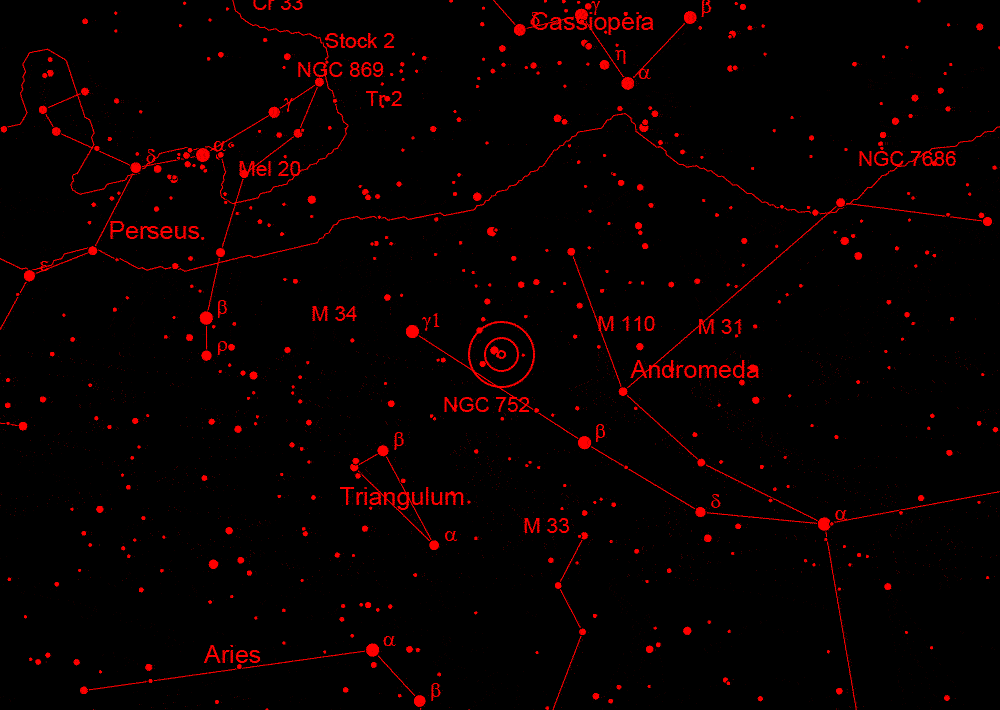 Cr 33
δ Cassiopeia γ β
Stock 2
η
NGC 869
α
Tr 2
γ
α
δ
NGC 7686
Mel 20
Perseus.
ε
β
M 34
γ1
M 110
M 31
ρ
Andromeda
NGC 752
β
β
Triangulum.
δ
α
M 33
α
α
Aries
β